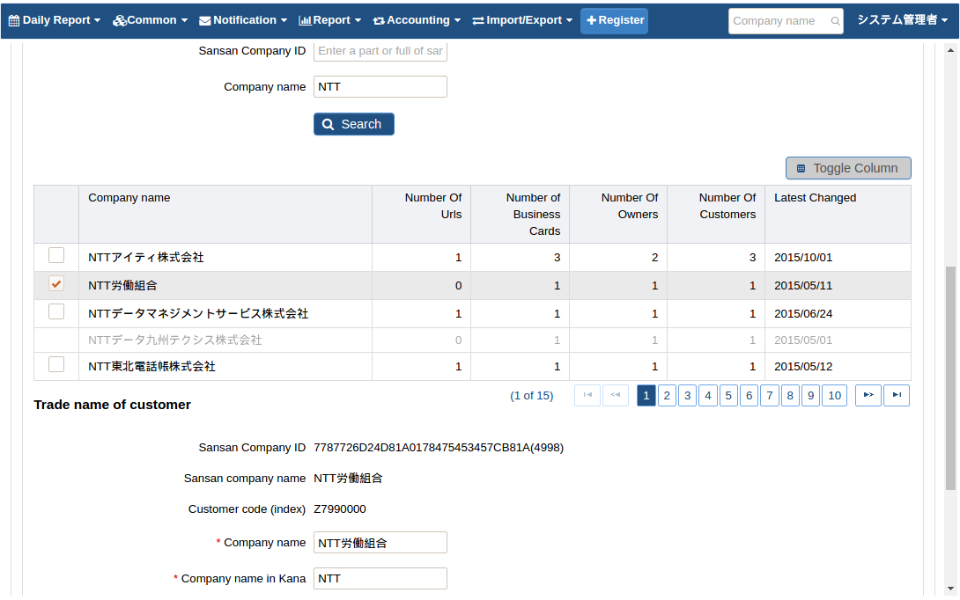 Daily Report Common Notification Report Accounting Import/Export Register Company name システム管理者
Sansan Company ID Enter a part or full of sar
Company name NTT
Search
Toggle Column
Company name Number Of Urls Number of Business Cards Number Of Owners Number Of Customers Latest Changed
NTTアイティ株式会社 1 3 2 3 2015/10/01
NTT労働組合 0 1 1 1 2015/05/11
NTTデータマネジメントサービス株式会社 1 1 1 1 2015/06/24
NTTデータ九州テクシス株式会社 0 1 1 1 2015/05/01
NTT東北電話帳株式会社 1 1 1 1 2015/05/12
(1 of 15) 1 2 3 4 5 6 7 8 9 10
Trade name of customer
Sansan Company ID 7787726D24D81A0178475453457CB81A(4998)
Sansan company name NTT労働組合
Customer code (index) Z7990000
* Company name NTT労働組合
* Company name in Kana NTT